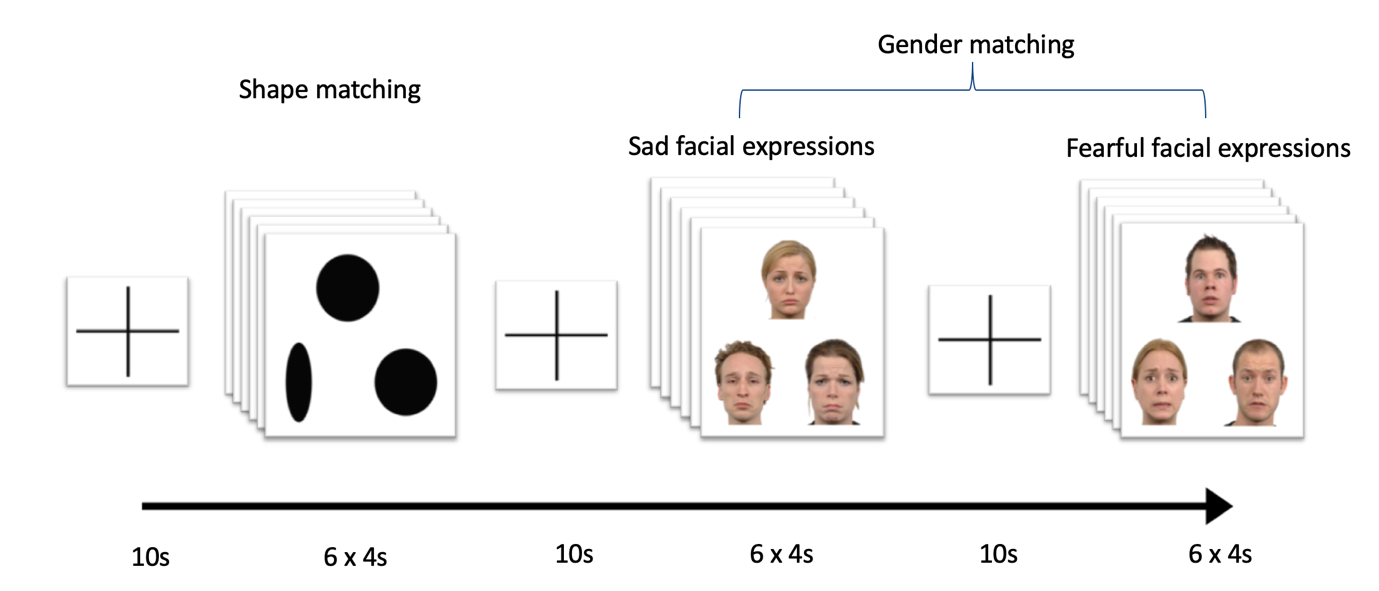 Gender matching
Shape matching
Sad facial expressions
Fearful facial expressions
10s
6 x 4s
10s
6 x 4s
10s
6 x 4s